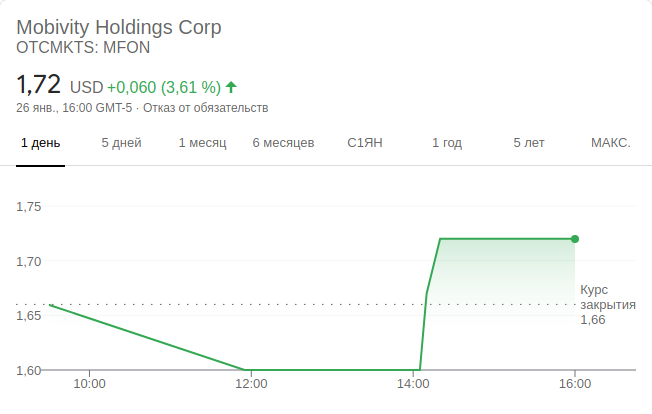 Mobivity Holdings Corp
OTCMKTS: MFON
1,72 USD +0,060 (3,61 %)
26 янв., 16:00 GMT-5 · Отказ от обязательств
1 день 5 дней 1 месяц 6 месяцев С1ЯН 1 год 5 лет МАКС.
1,75
1,70
1,65
1,60
Курс
закрытия
1,66
10:00 12:00 14:00 16:00